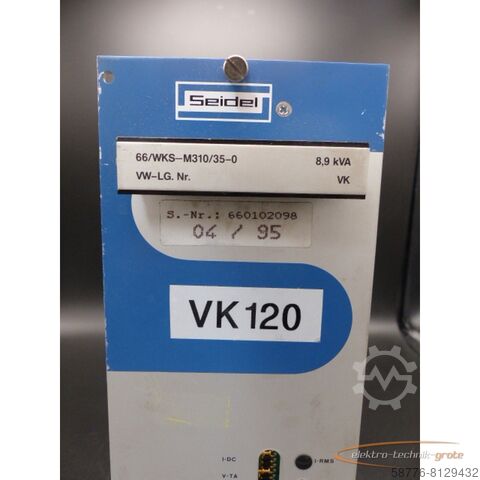 Seidel
66/WKS-M310/35-0 8,9 kVA
VW-LG. Nr. VK
S.-Nr.: 660102098
04 / 95
VK 120
I-DC I-RMS
V-TA
elektro-technik-grote
58776-8129432